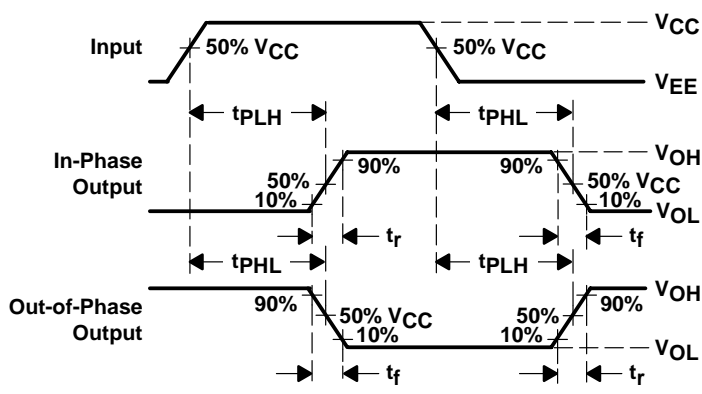 VCC
Input
50% VCC
50% VCC
VEE
tPLH
tPHL
In-Phase
Output
VOH
90%
90%
50%
50% VCC
10%
10%
VOL
tr
tf
tPHL
tPLH
Out-of-Phase
Output
VOH
90%
90%
50% VCC
50%
10%
10%
VOL
tf
tr